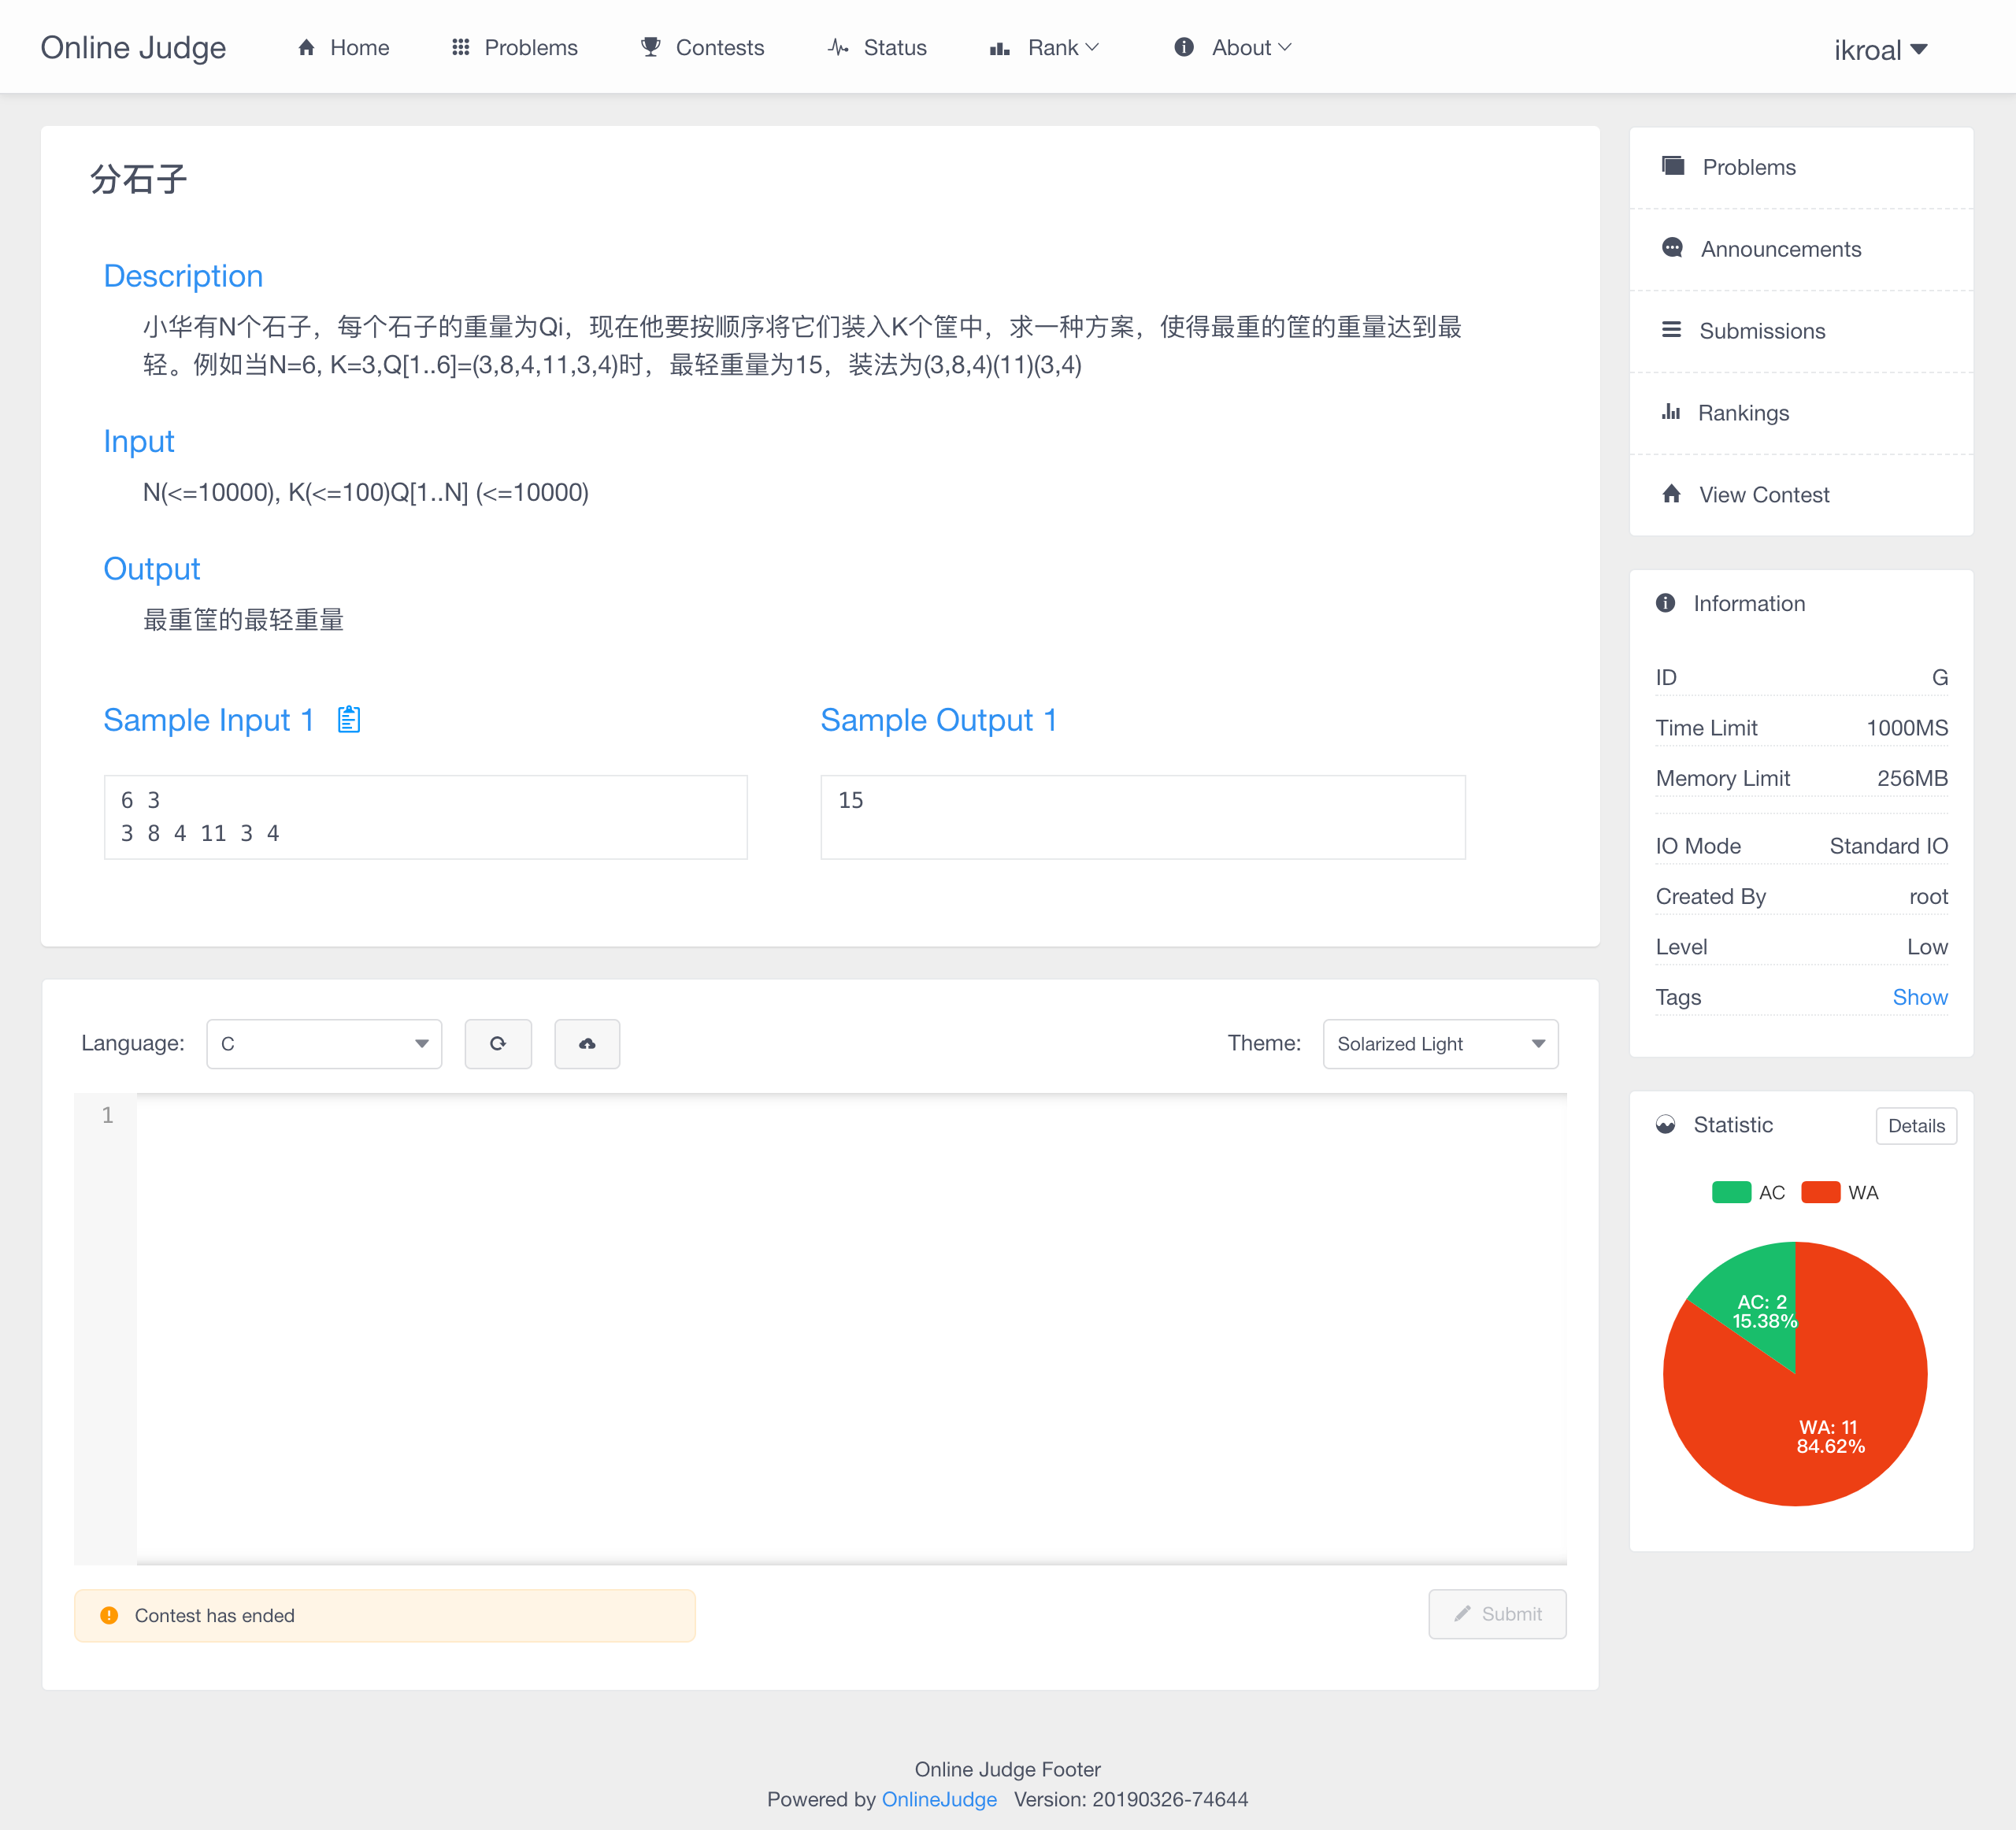 Online Judge
Home
Problems
Contests
Status
Rank
About
ikroal
分石子
Description
小华有N个石子，每个石子的重量为Qi，现在他要按顺序将它们装入K个筐中，求一种方案，使得最重的筐的重量达到最
轻。例如当N=6, K=3,Q[1..6]=(3,8,4,11,3,4)时，最轻重量为15，装法为(3,8,4)(11)(3,4)
Input
N(<=10000), K(<=100)Q[1..N] (<=10000)
Output
最重筐的最轻重量
Sample Input 1
6 3
3 8 4 11 3 4
Sample Output 1
15
Language:
C
Theme:
Solarized Light
1
Contest has ended
Submit
Problems
Announcements
Submissions
Rankings
View Contest
Information
ID G
Time Limit 1000MS
Memory Limit 256MB
IO Mode Standard IO
Created By root
Level Low
Tags Show
Statistic
Details
AC WA
AC: 2
15.38%
WA: 11
84.62%
Online Judge Footer
Powered by OnlineJudge Version: 20190326-74644